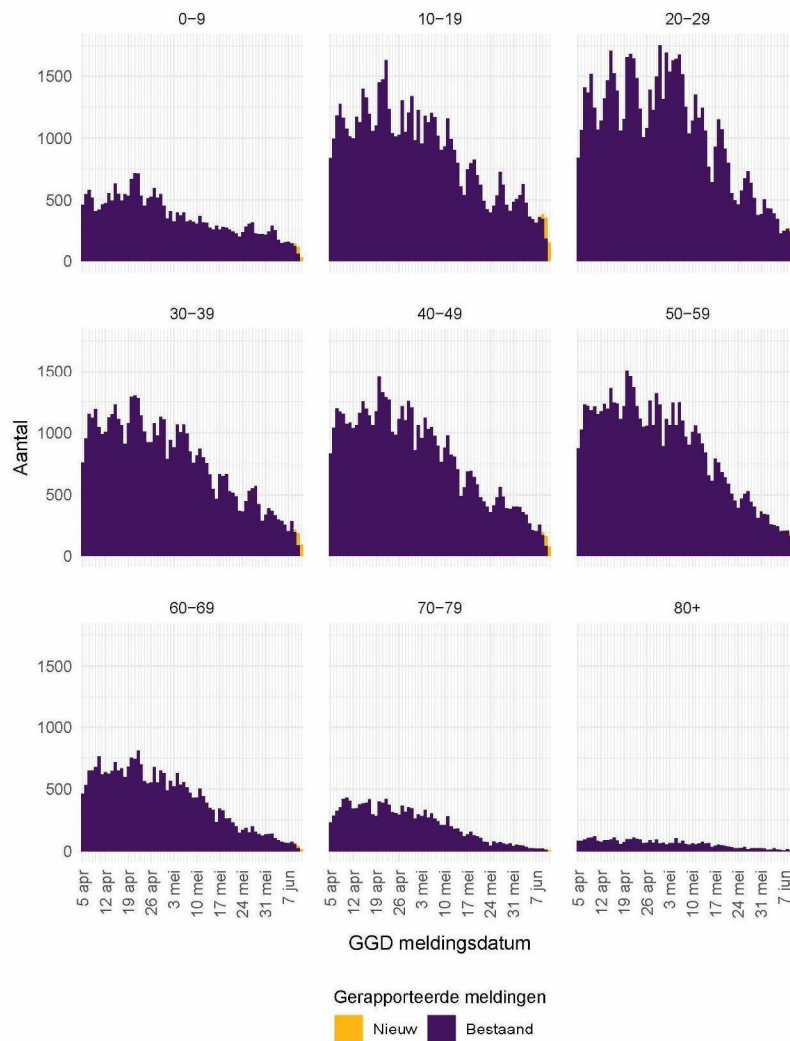 0−9 10−19 20−29
1500
1000
500
0
30−39 40−49 50−59
1500
1000
500
0
Aantal
60−69 70−79 80+
1500
1000
500
0
5 apr 12 apr 19 apr 26 apr 3 mei 10 mei 17 mei 24 mei 31 mei 7 jun 5 apr 12 apr 19 apr 26 apr 3 mei 10 mei 17 mei 24 mei 31 mei 7 jun 5 apr 12 apr 19 apr 26 apr 3 mei 10 mei 17 mei 24 mei 31 mei 7 jun
GGD meldingsdatum
Gerapporteerde meldingen
Nieuw Bestaand